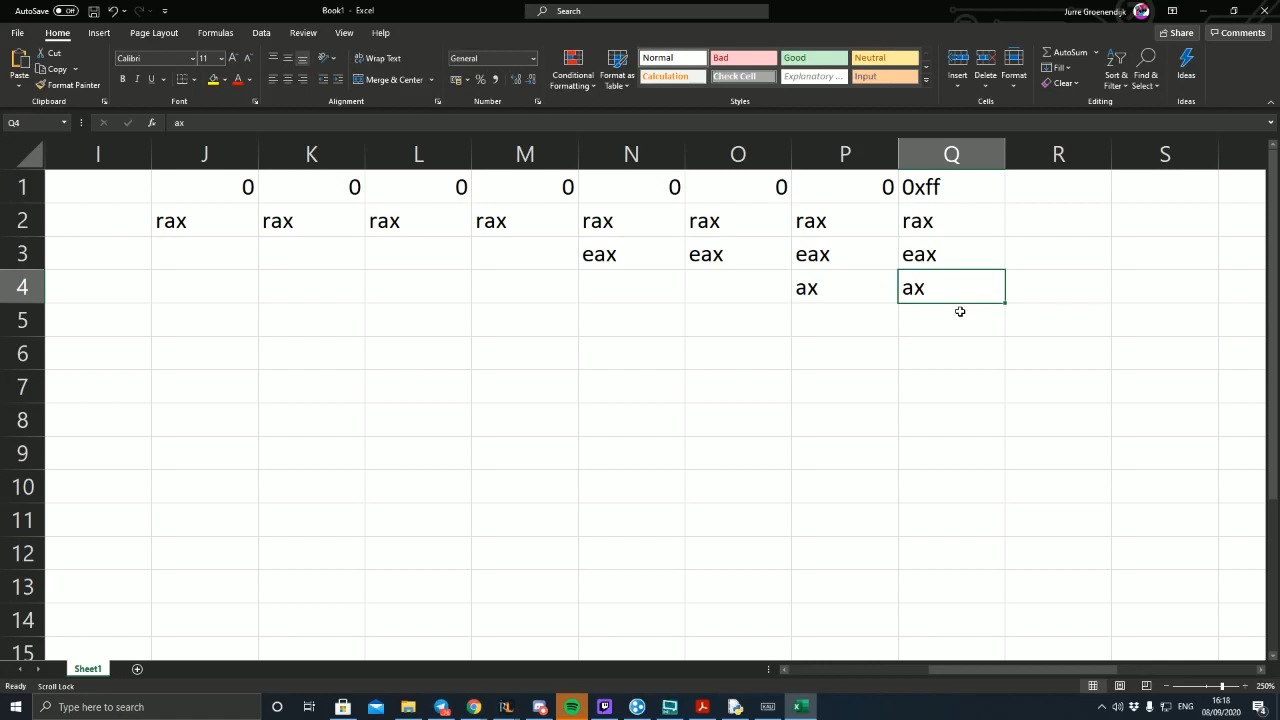 AutoSave Off Book1 - Excel Search Jurre Groenendijk
File Home Insert Page Layout Formulas Data Review View Help Share Comments
Paste Cut Copy Format Painter Clipboard
Calibri 11 A A B I U A Font
Wrap Text Merge & Center Alignment
General % Number
Conditional Formatting Format as Table
Normal Bad Good Neutral
Calculation Check Cell Explanatory ... Input
Styles
Insert Delete Format Cells
AutoSum Fill Clear Sort & Filter Find & Select Editing
Ideas Ideas
Q4 fx ax
I J K L M N O P Q R S
1 0 0 0 0 0 0 0 0xff
2 rax rax rax rax rax rax rax rax
3 eax eax eax eax
4 ax ax
5
6
7
8
9
10
11
12
13
14
15
Sheet1
Ready Scroll Lock 250%
Type here to search ENG 16:18
08/09/2020